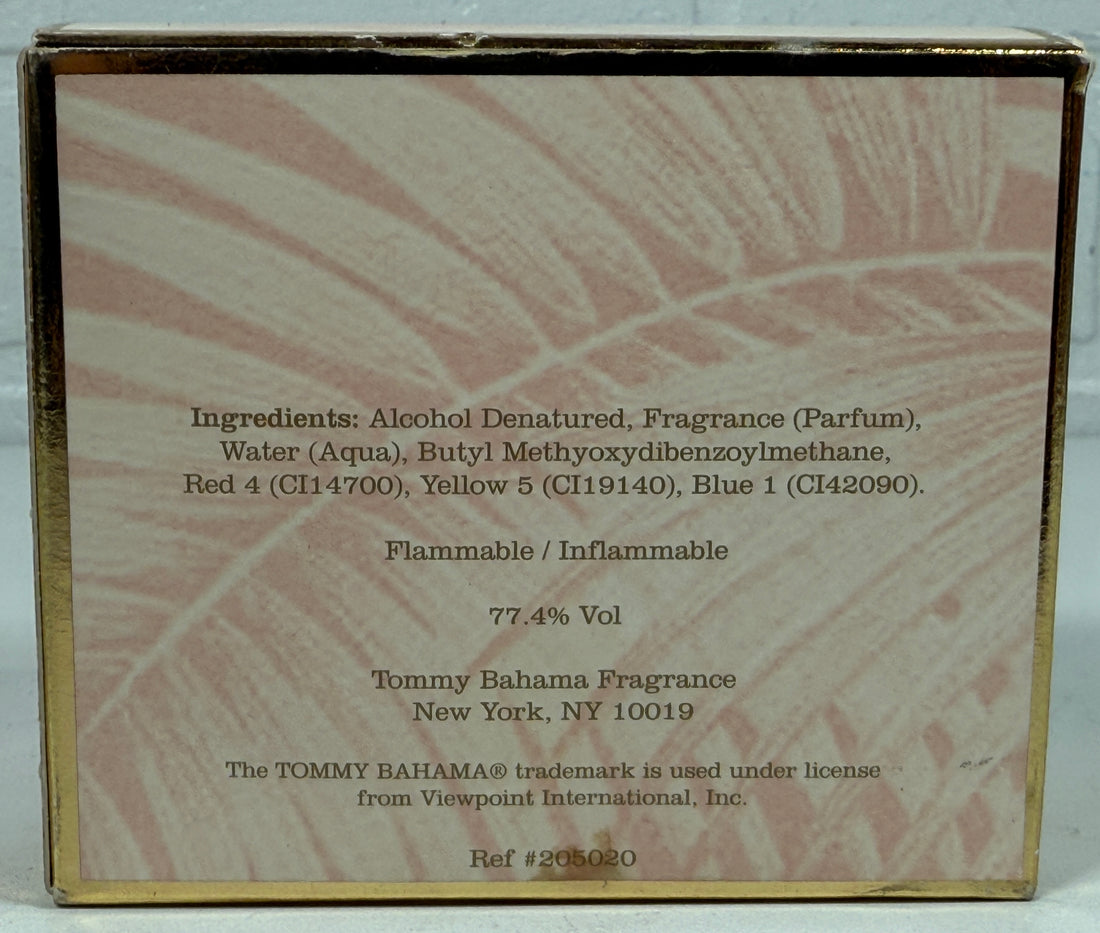 Ingredients: Alcohol Denatured, Fragrance (Parfum),
Water (Aqua), Butyl Methyoxydibenzoylmethane,
Red 4 (CI14700), Yellow 5 (CI19140), Blue 1 (CI42090).
Flammable / Inflammable
77.4% Vol
Tommy Bahama Fragrance
New York, NY 10019
The TOMMY BAHAMA® trademark is used under license
from Viewpoint International, Inc.
Ref #205020